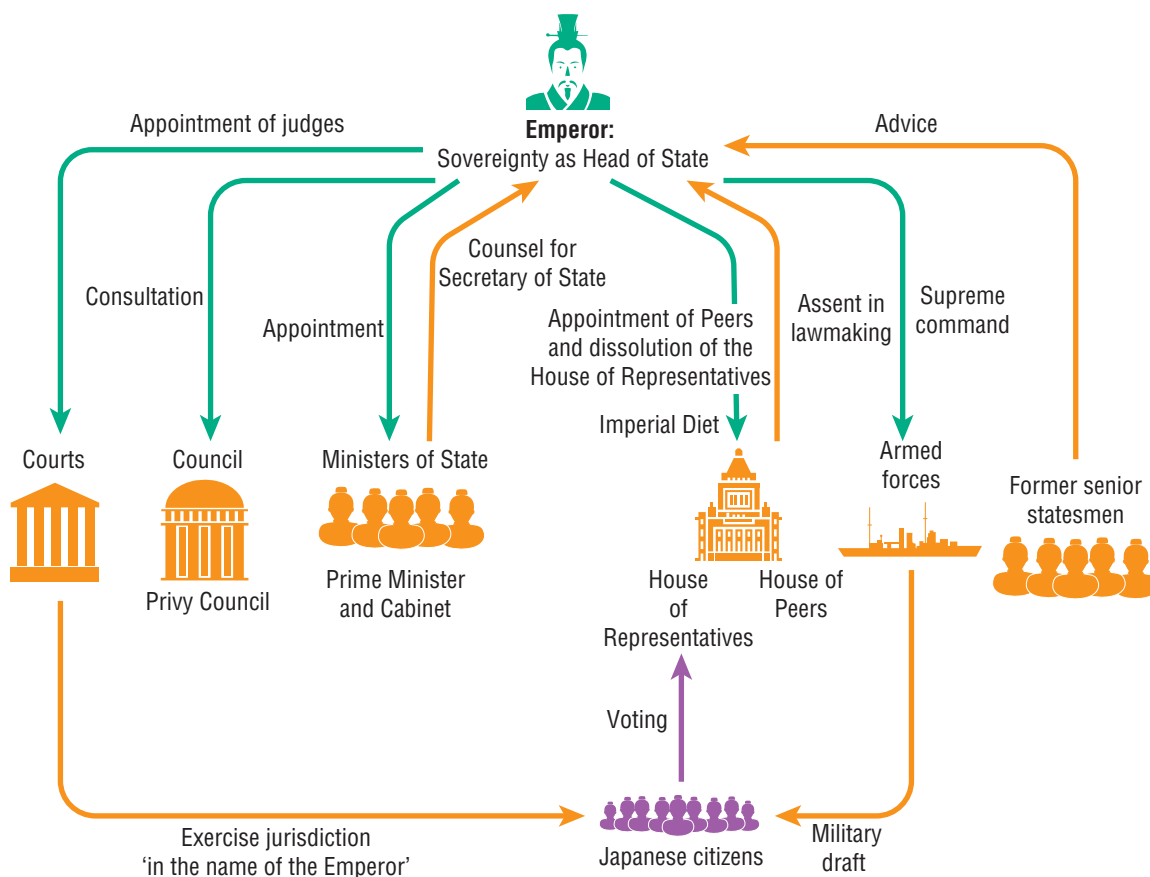 Emperor:
Sovereignty as Head of State
Appointment of judges
Advice
Consultation
Appointment
Counsel for
Secretary of State
Appointment of Peers
and dissolution of the
House of Representatives
Assent in
lawmaking
Supreme
command
Courts
Council
Privy Council
Ministers of State
Prime Minister
and Cabinet
Imperial Diet
House
of
Representatives
House of
Peers
Armed
forces
Former senior
statesmen
Voting
Exercise jurisdiction
‘in the name of the Emperor’
Japanese citizens
Military
draft